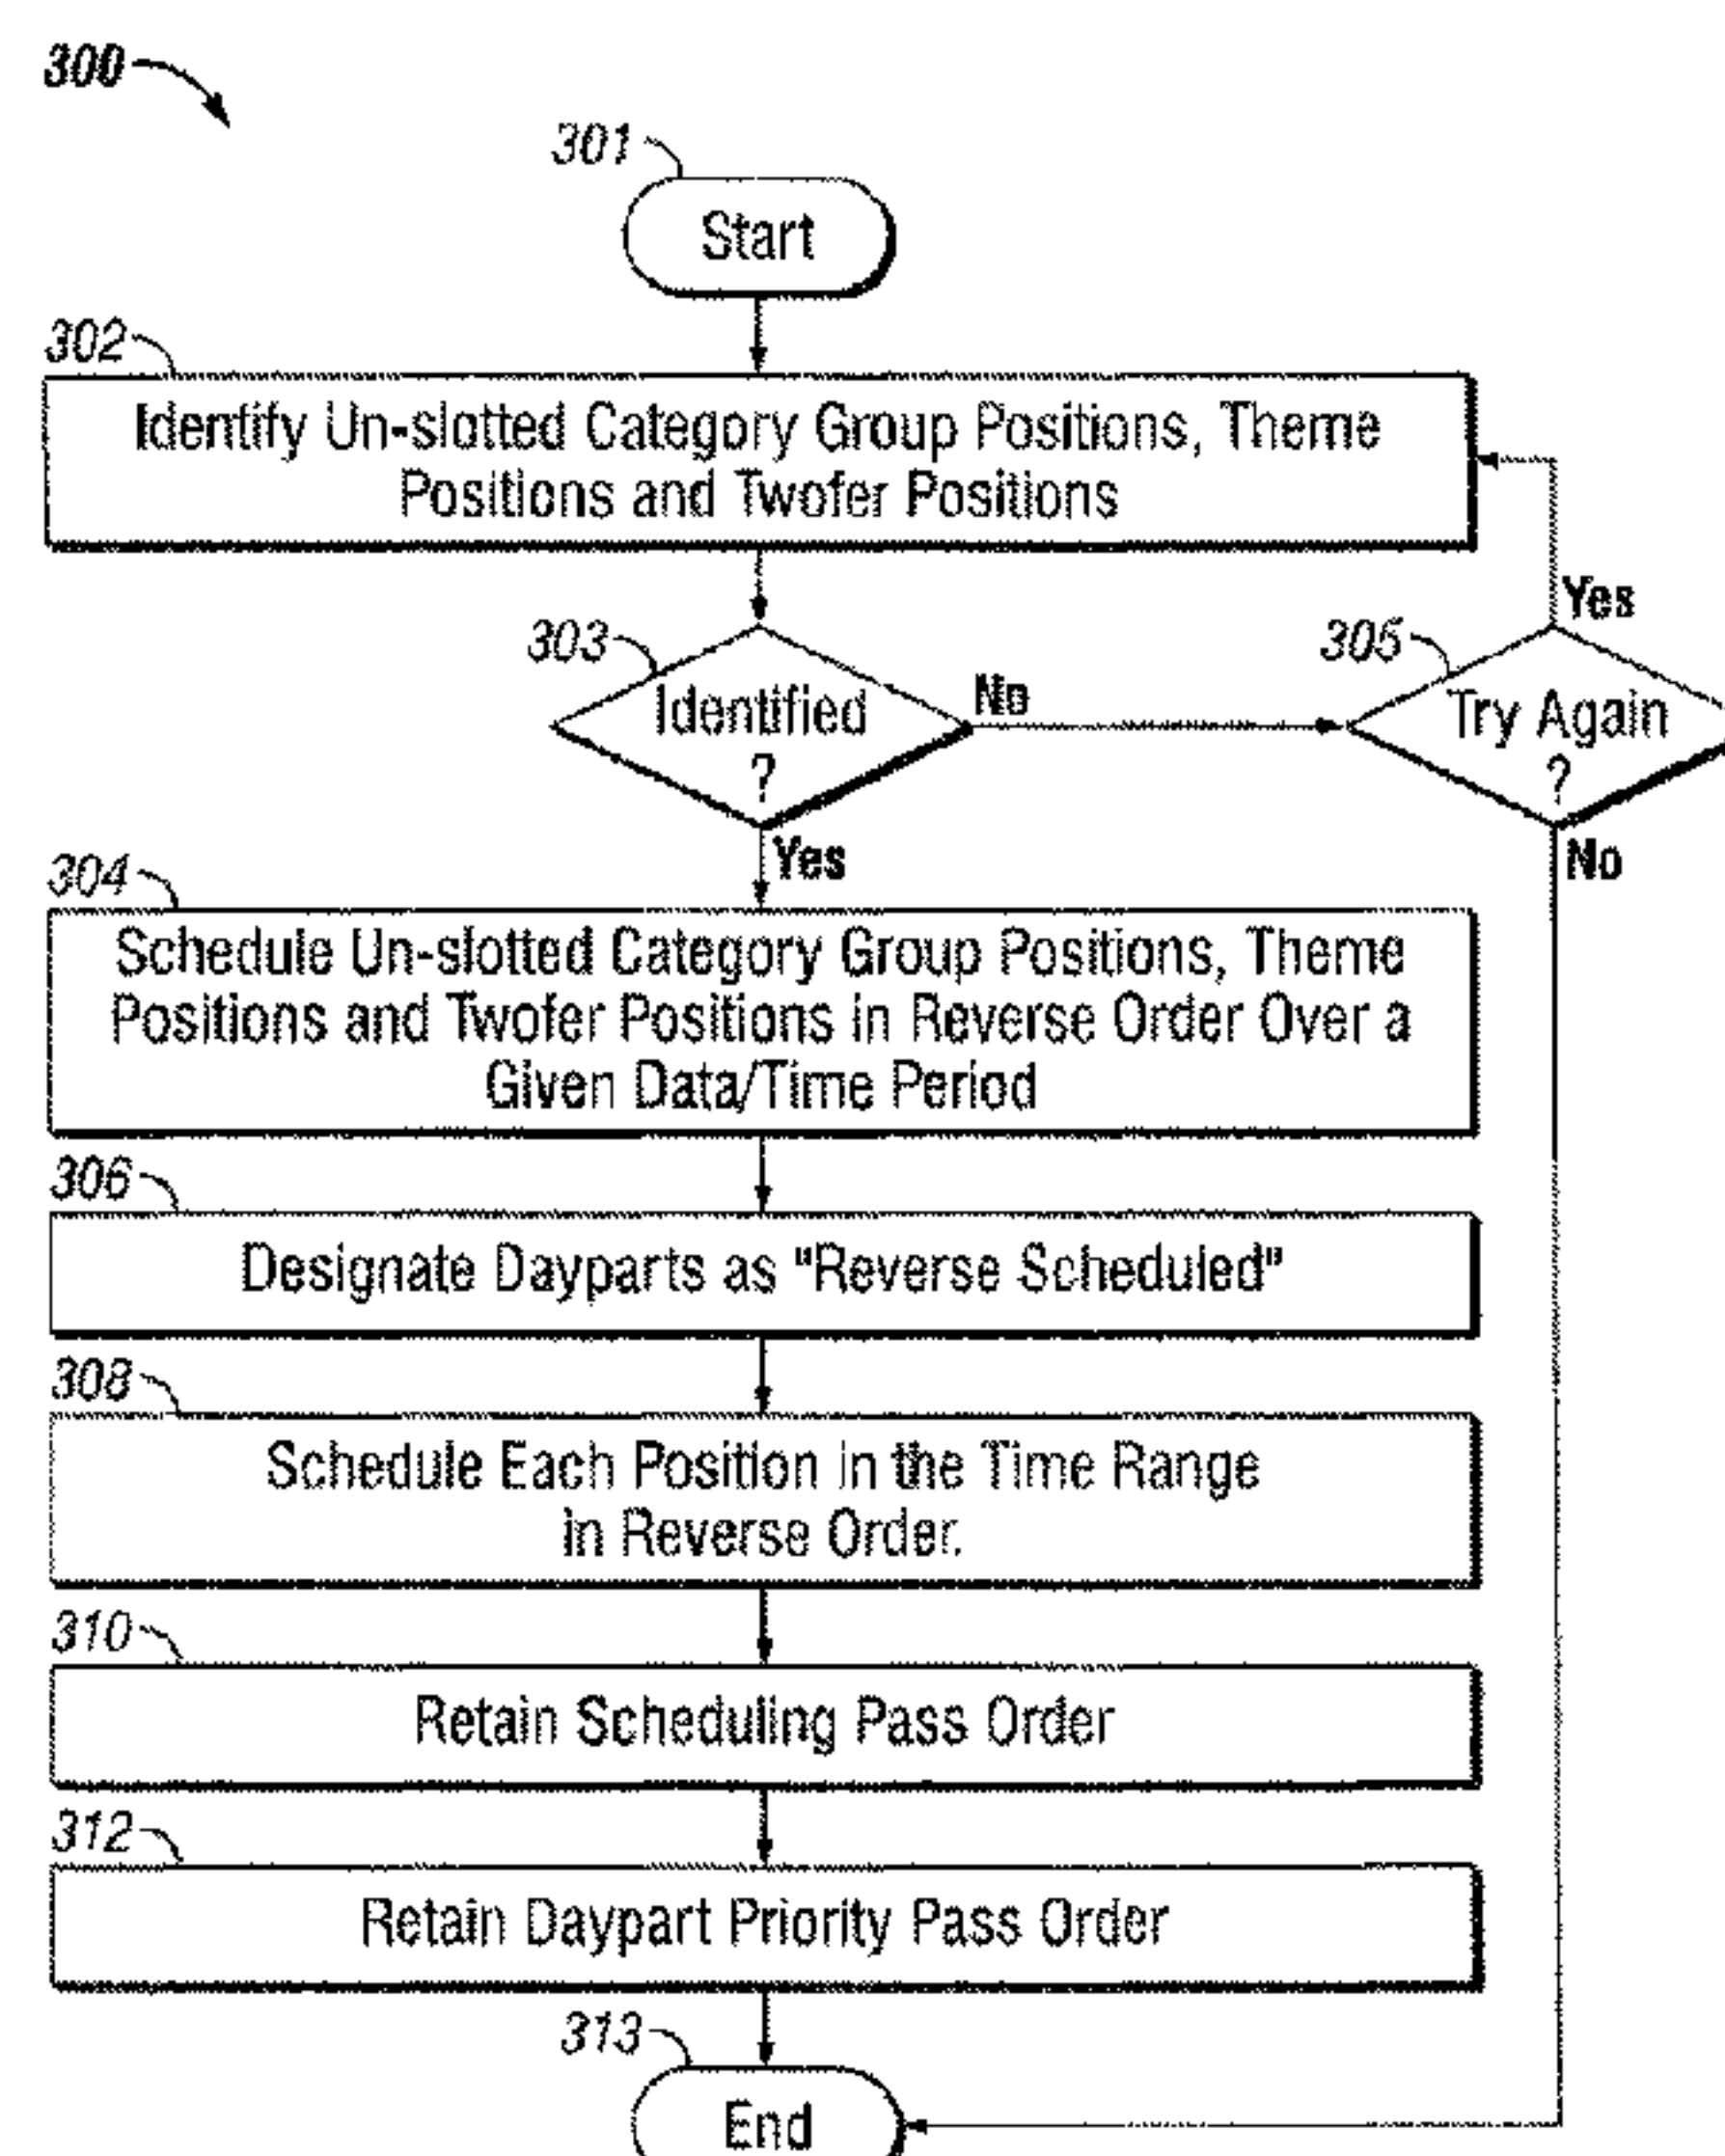 300
301
Start
302
Identify Un-slotted Category Group Positions, Theme
Positions and Twofer Positions
303
Identified
?
No
305
Try Again
?
Yes
Yes
No
304
Schedule Un-slotted Category Group Positions, Theme
Positions and Twofer Positions in Reverse Order Over a
Given Data/Time Period
306
Designate Dayparts as "Reverse Scheduled"
308
Schedule Each Position in the Time Range
in Reverse Order.
310
Retain Scheduling Pass Order
312
Retain Daypart Priority Pass Order
313
End